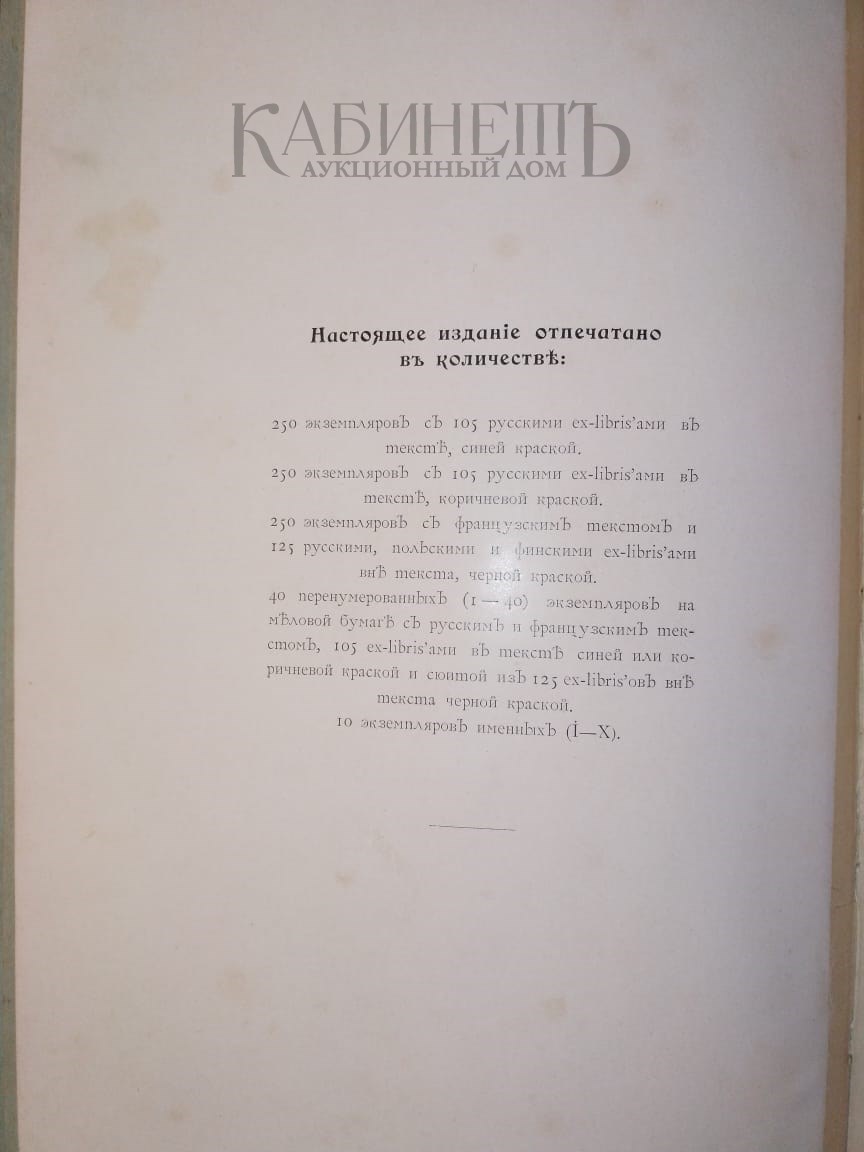 КАБИНЕТЪ
АУКЦИОННЫЙ ДОМ
Настоящее изданіе отпечатано
въ количествѣ:
250 экземпляровъ съ 105 русскими ex-libris’ами въ
текстѣ, синей краской.
250 экземпляровъ съ 105 русскими ex-libris’ами въ
текстѣ, коричневой краской.
250 экземпляровъ съ французскимъ текстомъ и
125 русскими, польскими и финскими ex-libris’ами
внѣ текста, черной краской.
40 перенумерованныхъ (1—40) экземпляровъ на
мѣловой бумагѣ съ русскимъ и французскимъ тек-
стомъ, 105 ex-libris’ами въ текстѣ синей или ко-
ричневой краской и сюитой изъ 125 ex-libris’овъ внѣ
текста черной краской.
10 экземпляровъ именныхъ (I—X).